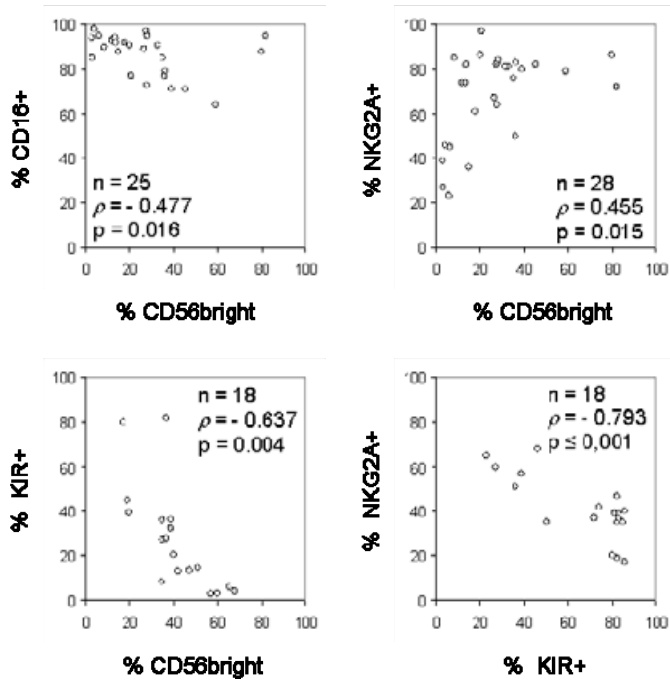 100
80
60
40
20
0
% CD16+
n = 25
ρ = - 0.477
p = 0.016
0 20 40 60 80 100
% CD56bright
100
80
60
40
20
0
% NKG2A+
n = 28
ρ = 0.455
p = 0.015
0 20 40 60 80 100
% CD56bright
100
80
60
40
20
0
% KIR+
n = 18
ρ = - 0.637
p = 0.004
0 20 40 60 80 100
% CD56bright
100
80
60
40
20
0
% NKG2A+
n = 18
ρ = - 0.793
p ≤ 0,001
0 20 40 60 80 100
% KIR+